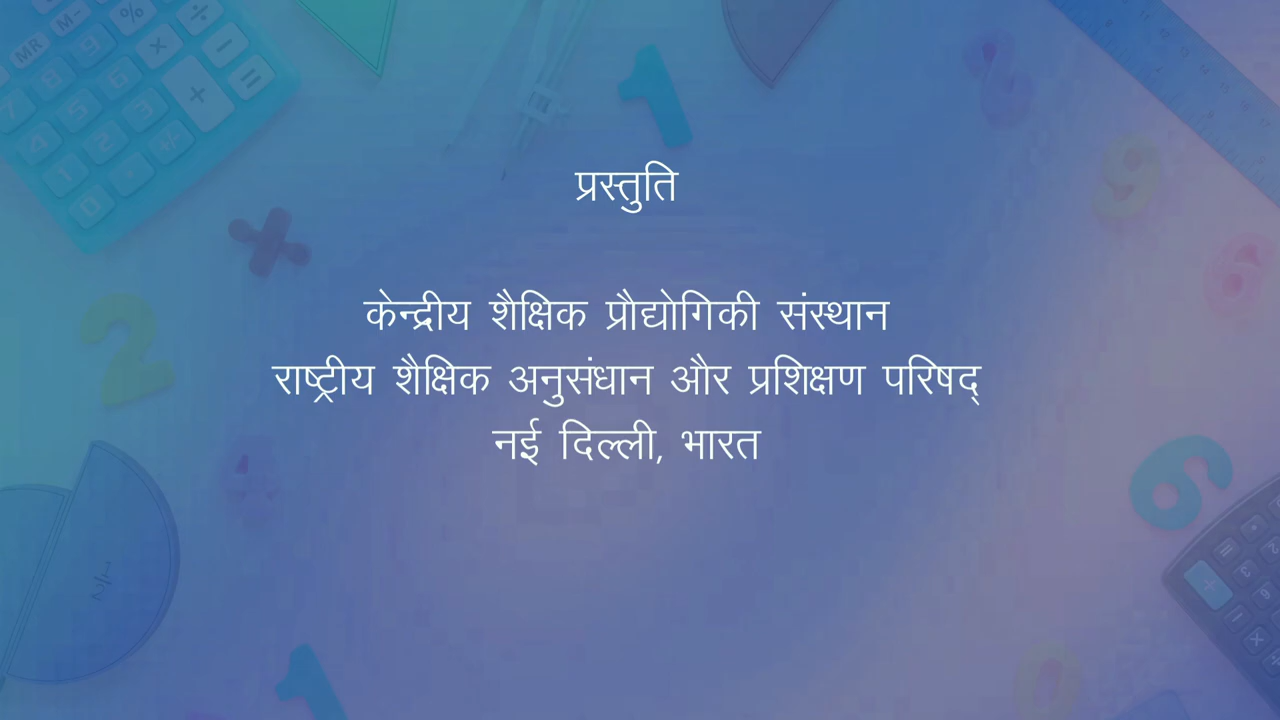 प्रस्तुति
केन्द्रीय शैक्षिक प्रौद्योगिकी संस्थान
राष्ट्रीय शैक्षिक अनुसंधान और प्रशिक्षण परिषद्
नई दिल्ली, भारत